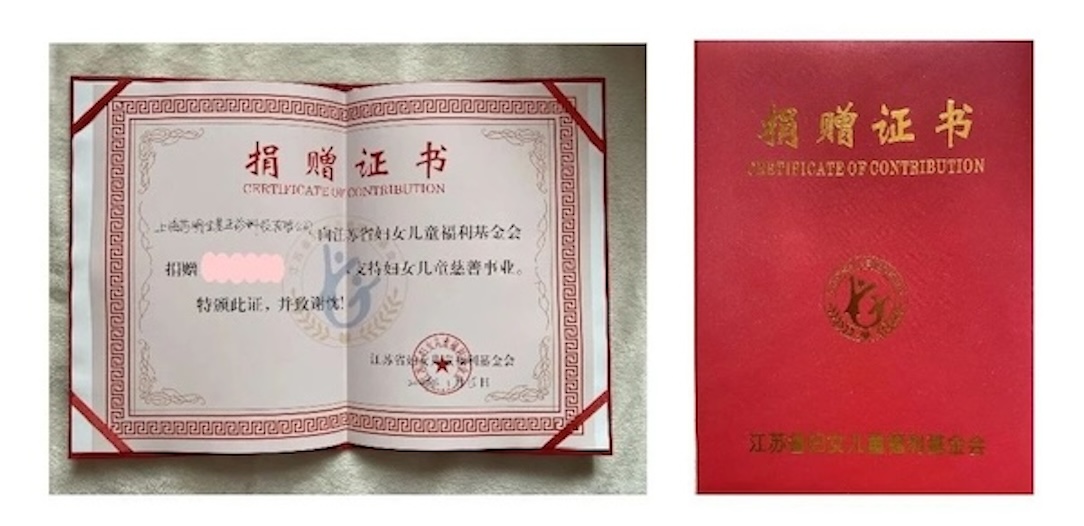 捐赠证书
CERTIFICATE OF CONTRIBUTION
向江苏省妇女儿童福利基金会
捐赠
支持妇女儿童慈善事业。
特颁此证，并致谢忱!
江苏省妇女儿童福利基金会
捐赠证书
CERTIFICATE OF CONTRIBUTION
江苏省妇女儿童福利基金会